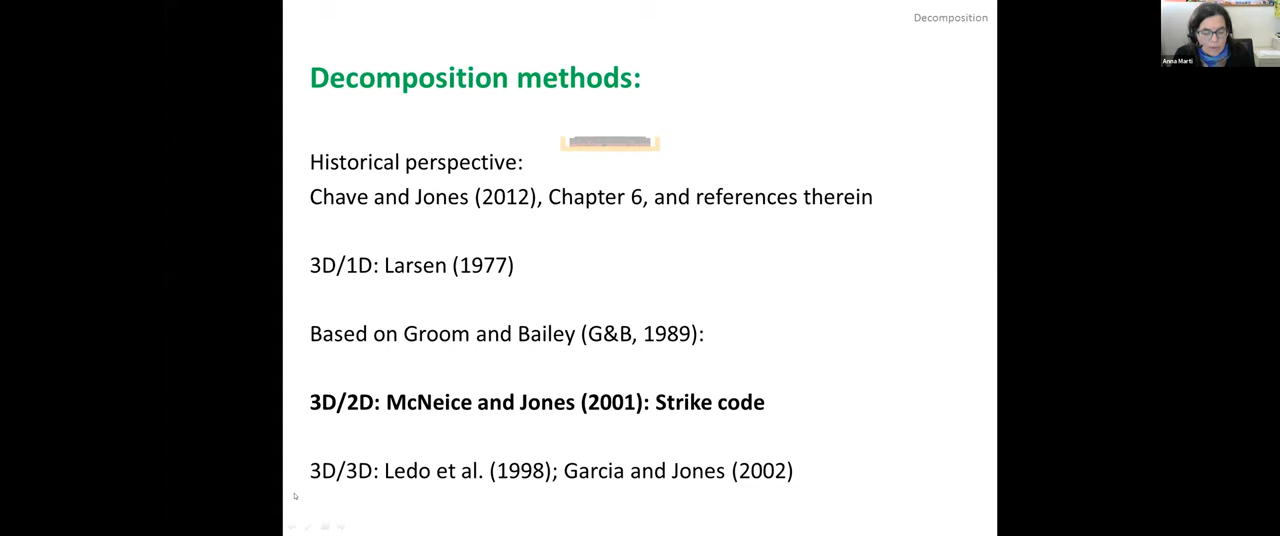 Decomposition
Anna Marti
Decomposition methods:
Historical perspective:
Chave and Jones (2012), Chapter 6, and references therein
3D/1D: Larsen (1977)
Based on Groom and Bailey (G&B, 1989):
3D/2D: McNeice and Jones (2001): Strike code
3D/3D: Ledo et al. (1998); Garcia and Jones (2002)